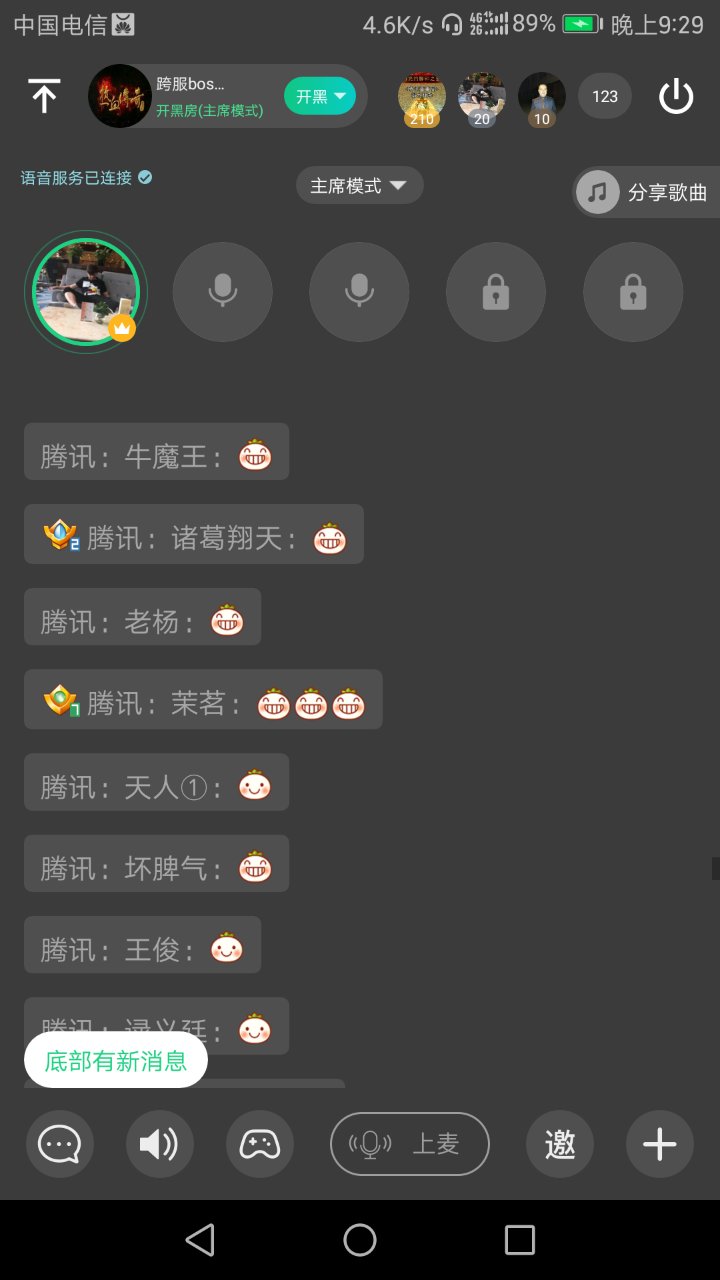 中国电信 4.6K/s 4G 2G 89% 晚上9:29
跨服bos...
开黑房(主席模式)
开黑
210 20 10 123
语音服务已连接 主席模式 分享歌曲
腾讯：牛魔王：
2 腾讯：诸葛翔天：
腾讯：老杨：
1 腾讯：茉茗：
腾讯：天人①：
腾讯：坏脾气：
腾讯：王俊：
腾讯：
底部有新消息
上麦 邀